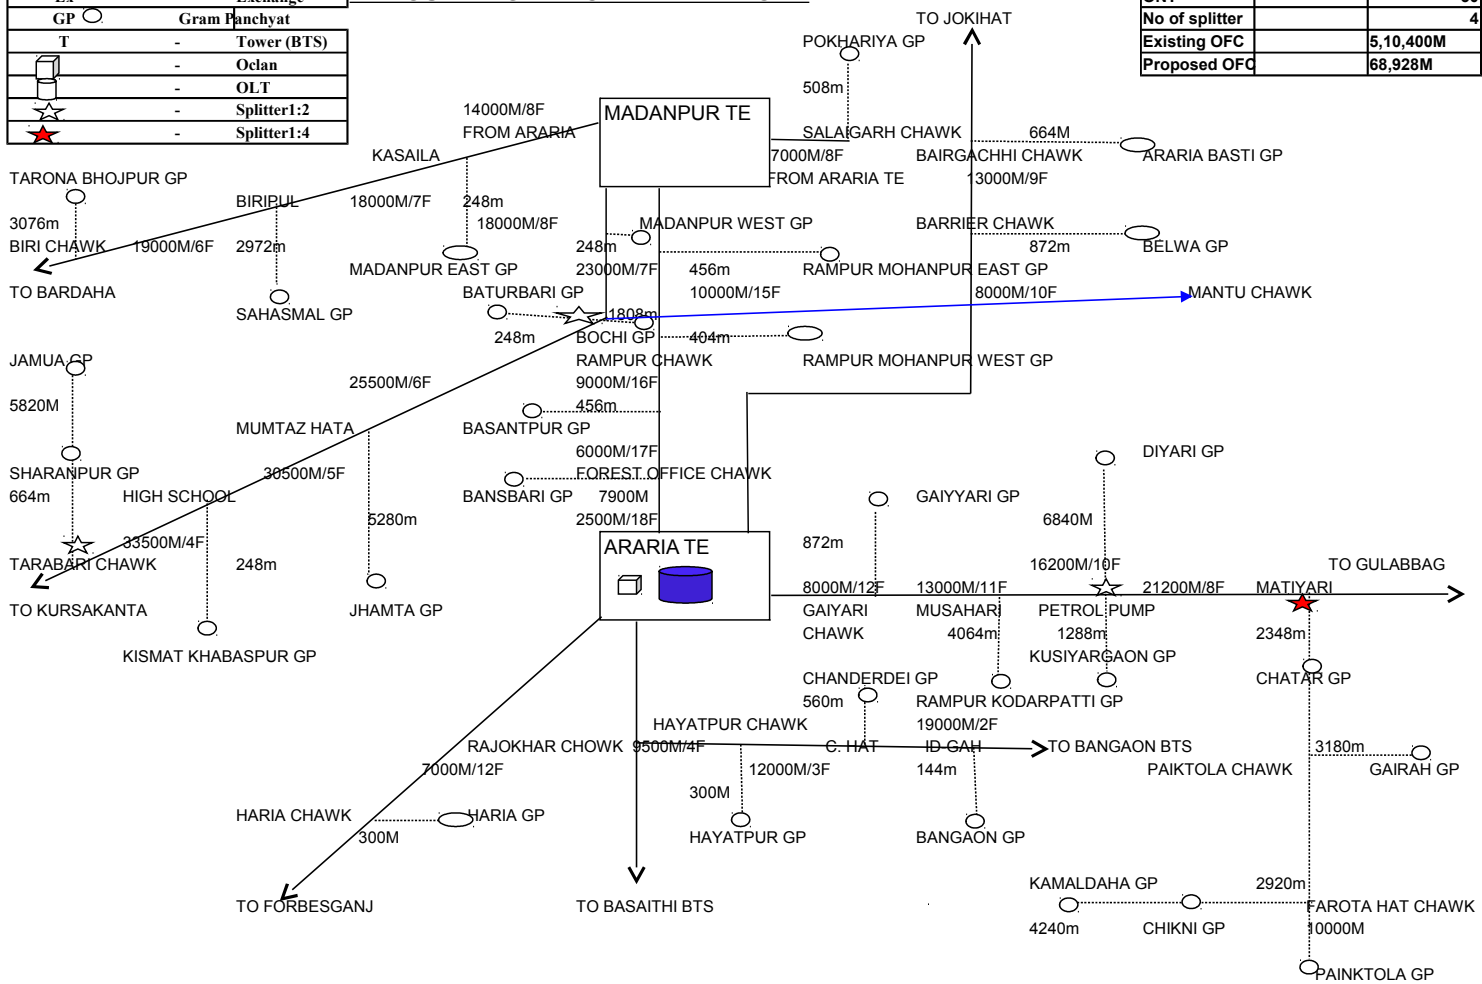 GP Gram Panchyat
T - Tower (BTS)
- Oclan
- OLT
- Splitter1:2
- Splitter1:4
No of splitter 4
Existing OFC 5,10,400M
Proposed OFC 68,928M
TO JOKIHAT
POKHARIYA GP
508m
14000M/8F
FROM ARARIA
MADANPUR TE
SALAIGARH CHAWK
664M
KASAILA
7000M/8F
BAIRGACHHI CHAWK
ARARIA BASTI GP
TARONA BHOJPUR GP
FROM ARARIA TE
13000M/9F
BIRIPUL
18000M/7F
248m
3076m
18000M/8F
MADANPUR WEST GP
BARRIER CHAWK
BIRI CHAWK
19000M/6F
2972m
248m
872m
BELWA GP
MADANPUR EAST GP
23000M/7F
456m
RAMPUR MOHANPUR EAST GP
TO BARDAHA
BATURBARI GP
10000M/15F
8000M/10F
MANTU CHAWK
SAHASMAL GP
1808m
248m
BOCHI GP
404m
JAMUA GP
RAMPUR CHAWK
RAMPUR MOHANPUR WEST GP
25500M/6F
9000M/16F
5820M
456m
MUMTAZ HATA
BASANTPUR GP
6000M/17F
DIYARI GP
SHARANPUR GP
30500M/5F
FOREST OFFICE CHAWK
664m
HIGH SCHOOL
BANSBARI GP
7900M
GAIYYARI GP
5280m
2500M/18F
6840M
33500M/4F
ARARIA TE
872m
TARABARI CHAWK
248m
16200M/10F
TO GULABBAG
8000M/12F
13000M/11F
21200M/8F
MATIYARI
TO KURSAKANTA
JHAMTA GP
GAIYARI
CHAWK
MUSAHARI
PETROL PUMP
4064m
1288m
2348m
KISMAT KHABASPUR GP
KUSIYARGAON GP
CHANDERDEI GP
CHATAR GP
560m
RAMPUR KODARPATTI GP
HAYATPUR CHAWK
19000M/2F
RAJOKHAR CHOWK
9500M/4F
C. HAT
ID GAH
TO BANGAON BTS
3180m
7000M/12F
12000M/3F
144m
PAIKTOLA CHAWK
GAIRAH GP
300M
HARIA CHAWK
HARIA GP
300M
HAYATPUR GP
BANGAON GP
KAMALDAHA GP
2920m
TO FORBESGANJ
TO BASAITHI BTS
FAROTA HAT CHAWK
4240m
CHIKNI GP
10000M
PAINKTOLA GP